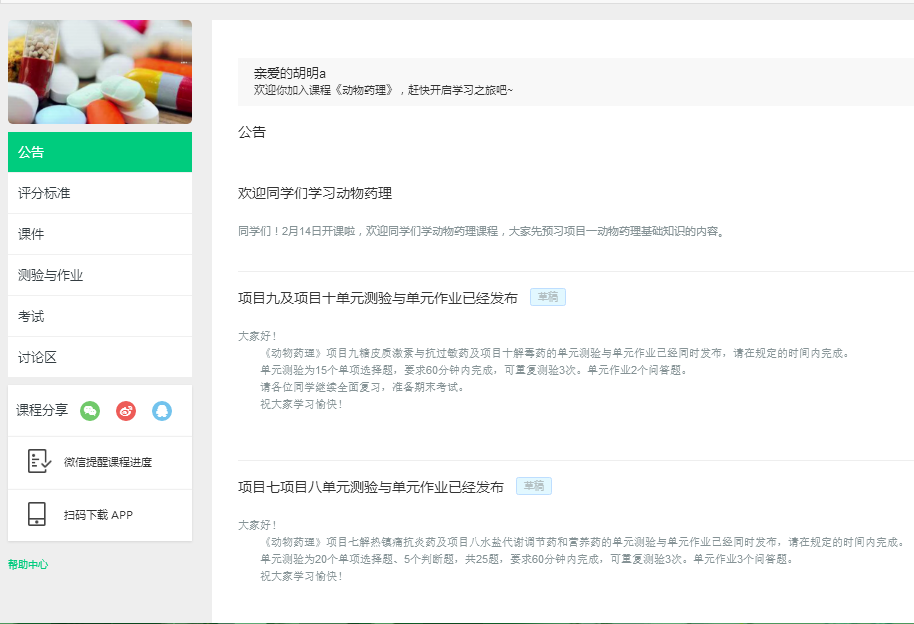 公告
评分标准
课件
测验与作业
考试
讨论区
课程分享
微信提醒课程进度
扫码下载 APP
帮助中心
亲爱的胡明a
欢迎你加入课程《动物药理》，赶快开启学习之旅吧~
公告
欢迎同学们学习动物药理
同学们！2月14日开课啦，欢迎同学们学动物药理课程，大家先预习项目一动物药理基础知识的内容。
项目九及项目十单元测验与单元作业已经发布 草稿
大家好！
《动物药理》项目九糖皮质激素与抗过敏药及项目十解毒药的单元测验与单元作业已经同时发布，请在规定的时间内完成。
单元测验为15个单项选择题，要求60分钟内完成，可重复测验3次。单元作业2个问答题。
请各位同学继续全面复习，准备期末考试。
祝大家学习愉快！
项目七项目八单元测验与单元作业已经发布 草稿
大家好！
《动物药理》项目七解热镇痛抗炎药及项目八水盐代谢调节药和营养药的单元测验与单元作业已经同时发布，请在规定的时间内完成。
单元测验为20个单项选择题、5个判断题，共25题，要求60分钟内完成，可重复测验3次。单元作业3个问答题。
祝大家学习愉快！